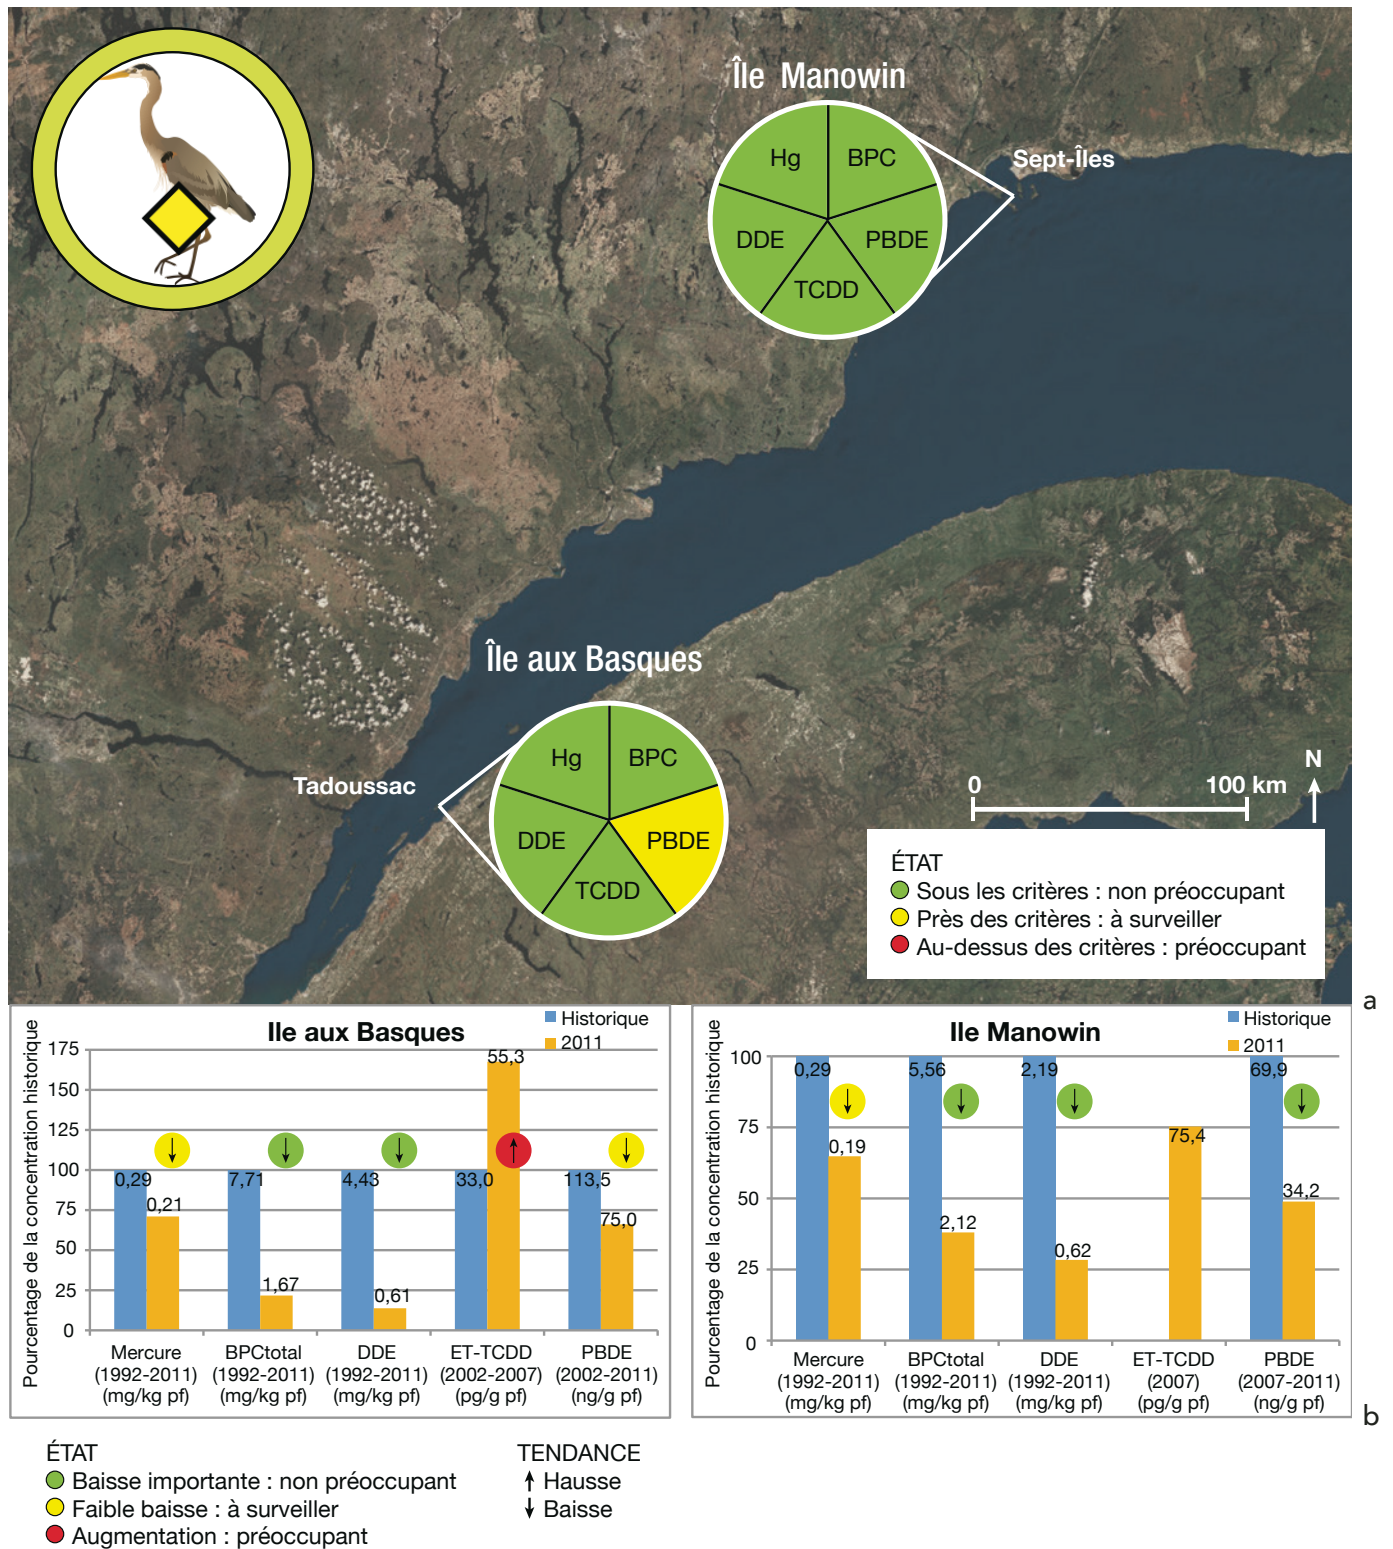 Île Manowin
Hg
BPC
DDE
PBDE
TCDD
Sept-Îles
Île aux Basques
Hg
BPC
DDE
PBDE
TCDD
Tadoussac
0
100 km
N
ÉTAT
Sous les critères : non préoccupant
Près des critères : à surveiller
Au-dessus des critères : préoccupant
a
Ile aux Basques
Historique
2011
Pourcentage de la concentration historique
175
150
125
100
75
50
25
0
0,29
0,21
7,71
1,67
4,43
0,61
33,0
55,3
113,5
75,0
Mercure
(1992-2011)
(mg/kg pf)
BPCtotal
(1992-2011)
(mg/kg pf)
DDE
(1992-2011)
(mg/kg pf)
ET-TCDD
(2002-2007)
(pg/g pf)
PBDE
(2002-2011)
(ng/g pf)
Ile Manowin
Historique
2011
Pourcentage de la concentration historique
100
75
50
25
0
0,29
0,19
5,56
2,12
2,19
0,62
75,4
69,9
34,2
Mercure
(1992-2011)
(mg/kg pf)
BPCtotal
(1992-2011)
(mg/kg pf)
DDE
(1992-2011)
(mg/kg pf)
ET-TCDD
(2007)
(pg/g pf)
PBDE
(2007-2011)
(ng/g pf)
b
ÉTAT
Baisse importante : non préoccupant
Faible baisse : à surveiller
Augmentation : préoccupant
TENDANCE
Hausse
Baisse